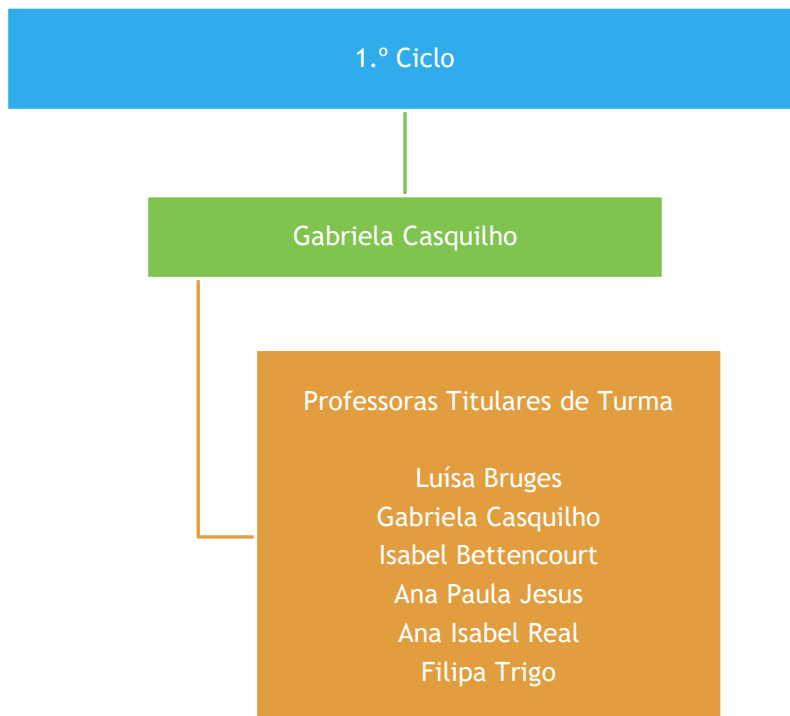 1.º Ciclo
Gabriela Casquilho
Professoras Titulares de Turma
Luísa Bruges
Gabriela Casquilho
Isabel Bettencourt
Ana Paula Jesus
Ana Isabel Real
Filipa Trigo